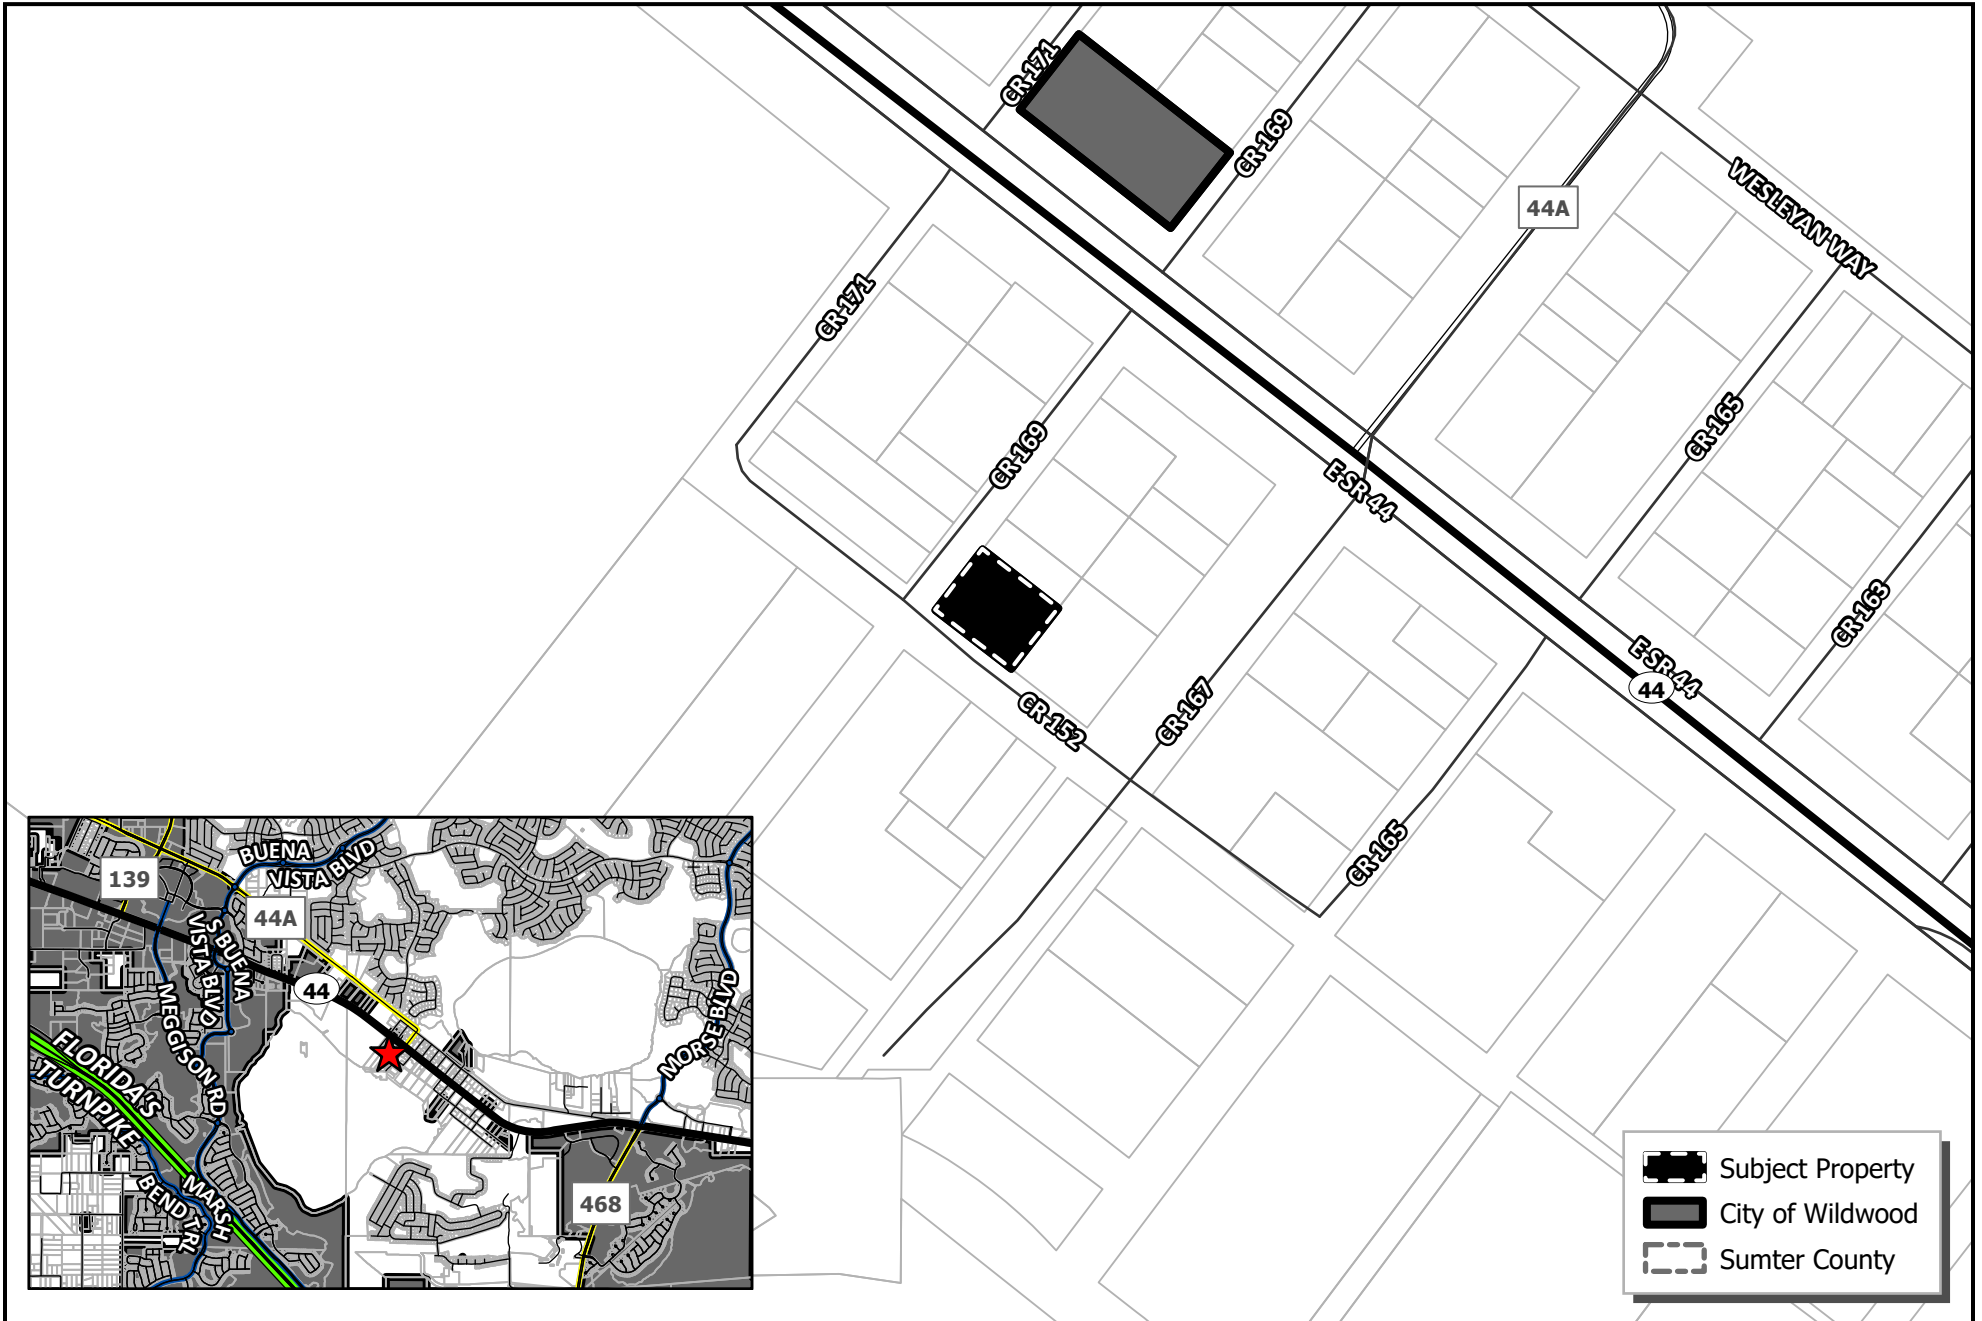 CR 171
CR 169
44A
WESLEYAN WAY
CR 171
CR 169
CR 165
E SR 44
CR 163
E SR 44
44
CR 167
CR 152
CR 165
BUENA
VISTA BLVD
139
44A
S BUENA
VISTA BLVD
44
MEGGISON RD
MORSE BLVD
FLORIDA'S
TURNPIKE
MARSH
BEND TRL
468
Subject Property
City of Wildwood
Sumter County